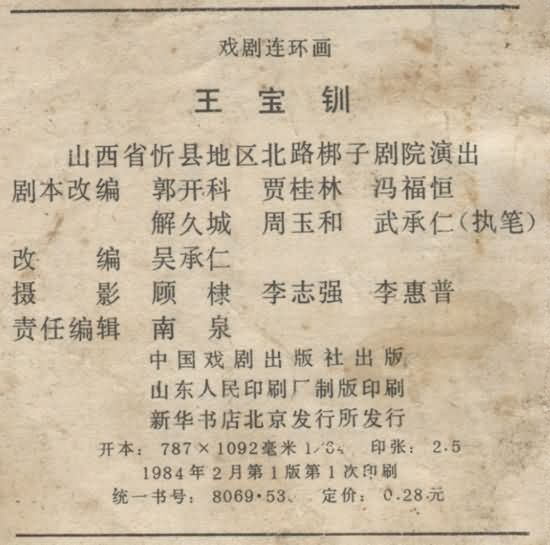 戏剧连环画
王宝钏
山西省忻县地区北路梆子剧院演出
剧本改编 郭开科 贾桂林 冯福恒
解久城 周玉和 武承仁(执笔)
改编 吴承仁
摄影 顾棣 李志强 李惠普
责任编辑 南泉
中国戏剧出版社出版
山东人民印刷厂制版印刷
新华书店北京发行所发行
开本：787×1092毫米 1/64 印张：2.5
1984年2月第1版第1次印刷
统一书号：8069·53 定价：0.28元